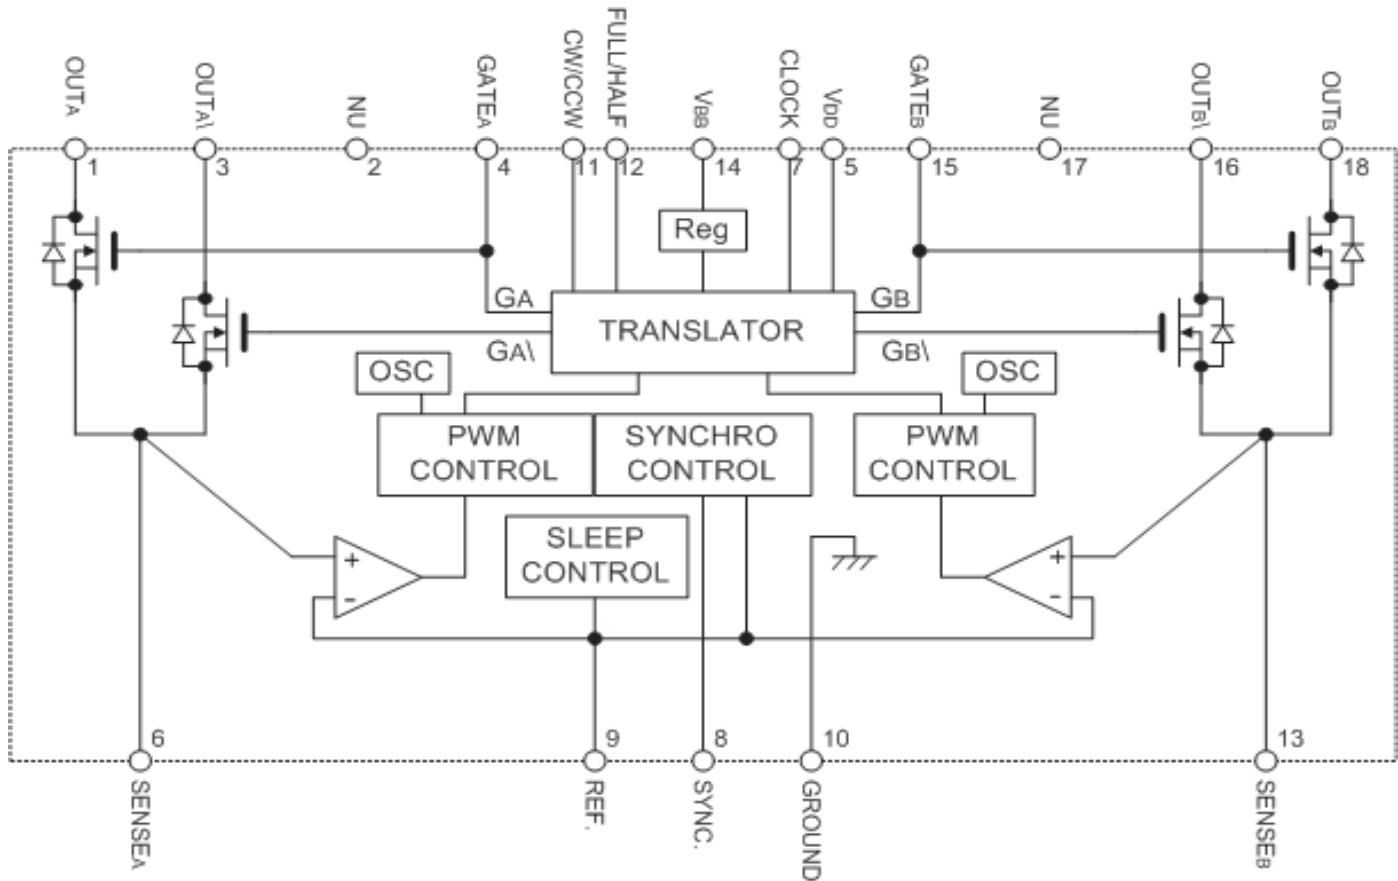 OUTA
OUTA\
NU
GATEA
CW/CCW
FULL/HALF
VBB
CLOCK
VDD
GATEB
NU
OUTB\
OUTB
1
3
2
4
11
12
14
7
5
15
17
16
18
Reg
GA
GB
TRANSLATOR
GA\
GB\
OSC
OSC
PWM
CONTROL
SYNCHRO
CONTROL
PWM
CONTROL
SLEEP
CONTROL
+
-
+
-
6
9
8
10
13
SENSEA
REF.
SYNC.
GROUND
SENSEB